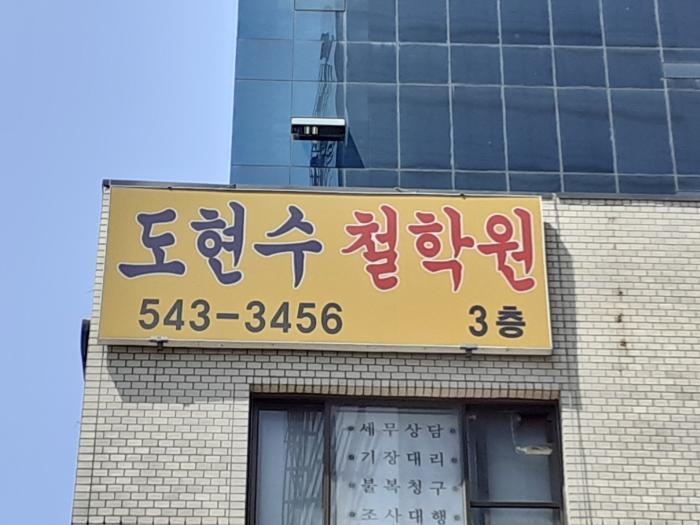 도현수 철학원
543-3456 3층
세무상담
기장대리
불복청구
조사대행